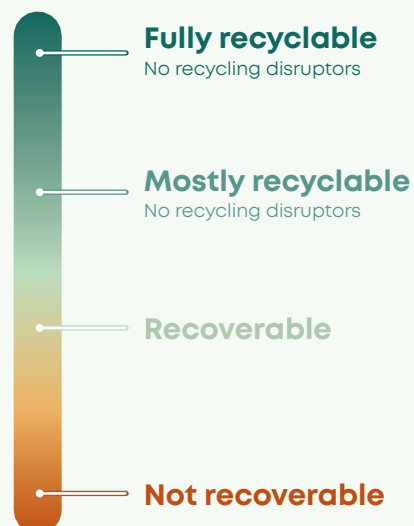 Fully recyclable
No recycling disruptors
Mostly recyclable
No recycling disruptors
Recoverable
Not recoverable